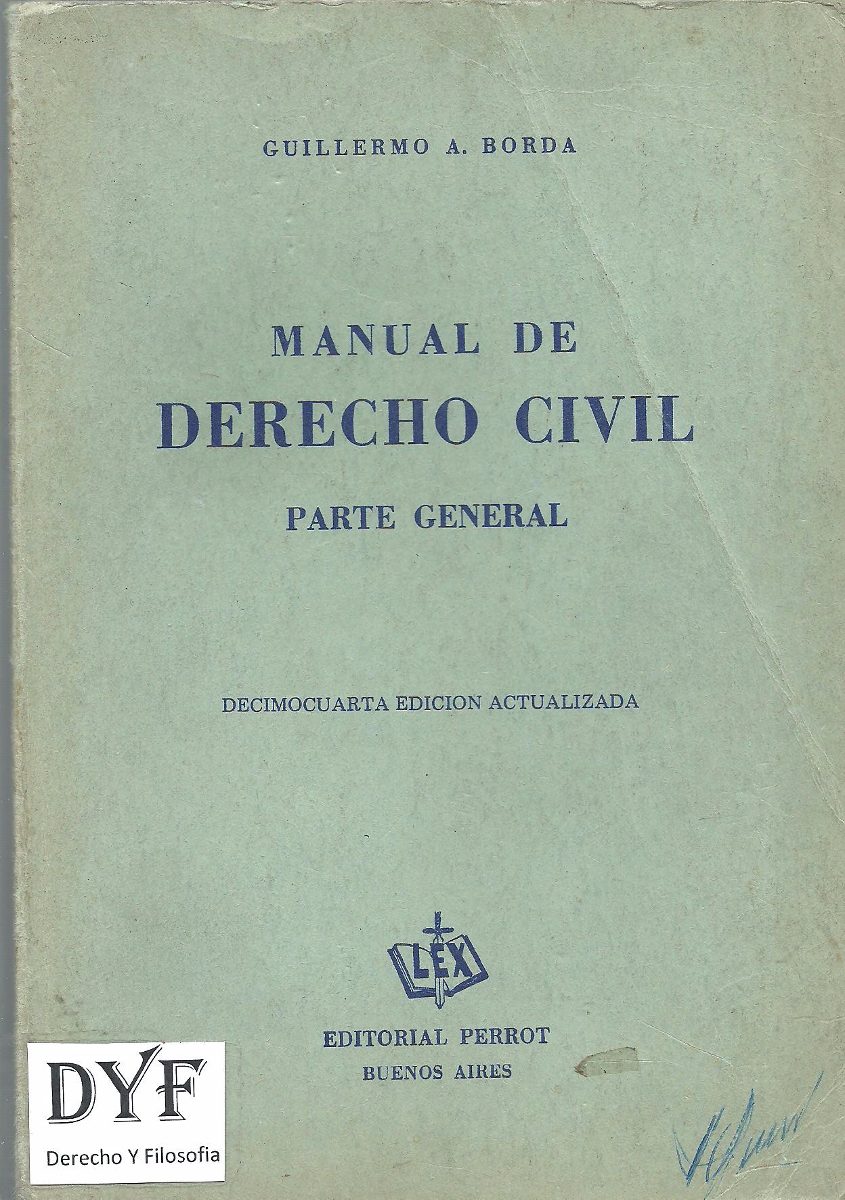 GUILLERMO A. BORDA
MANUAL DE
DERECHO CIVIL
PARTE GENERAL
DECIMOCUARTA EDICION ACTUALIZADA
LEX
EDITORIAL PERROT
BUENOS AIRES
DYF
Derecho Y Filosofia